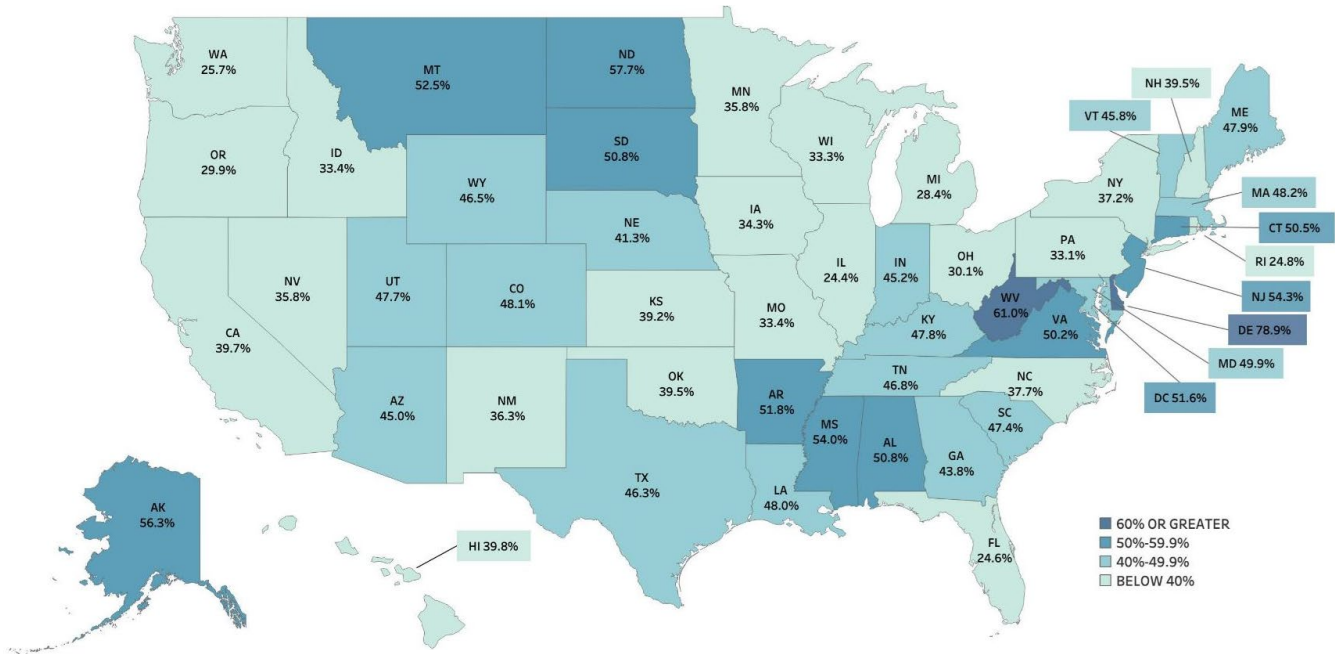 WA
25.7%
MT
52.5%
ND
57.7%
MN
35.8%
NH 39.5%
VT 45.8%
ME
47.9%
OR
29.9%
ID
33.4%
WY
46.5%
SD
50.8%
WI
33.3%
MI
28.4%
NY
37.2%
MA 48.2%
CT 50.5%
RI 24.8%
NJ 54.3%
DE 78.9%
MD 49.9%
DC 51.6%
NV
35.8%
UT
47.7%
CO
48.1%
NE
41.3%
IA
34.3%
IL
24.4%
IN
45.2%
OH
30.1%
PA
33.1%
CA
39.7%
KS
39.2%
MO
33.4%
KY
47.8%
WV
61.0%
VA
50.2%
AZ
45.0%
NM
36.3%
OK
39.5%
AR
51.8%
TN
46.8%
NC
37.7%
SC
47.4%
MS
54.0%
AL
50.8%
GA
43.8%
TX
46.3%
LA
48.0%
FL
24.6%
AK
56.3%
HI 39.8%
60% OR GREATER
50%-59.9%
40%-49.9%
BELOW 40%